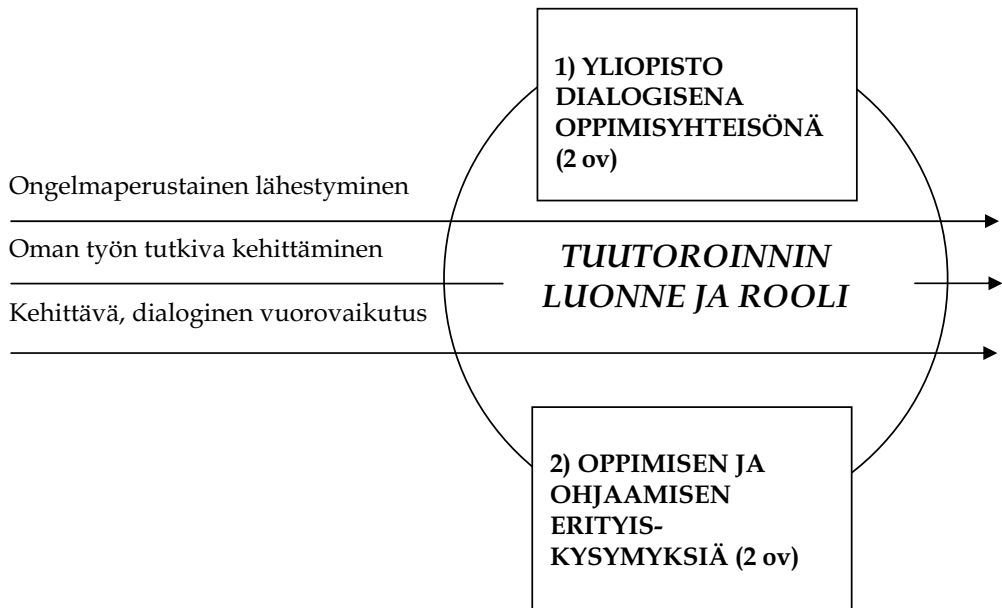 1) YLIOPISTO
DIALOGISENA
OPPIMISYHTEISÖNÄ
(2 ov)
Ongelmaperustainen lähestyminen
Oman työn tutkiva kehittäminen
TUUTOROINNIN
LUONNE JA ROOLI
Kehittävä, dialoginen vuorovaikutus
2) OPPIMISEN JA
OHJAAMISEN
ERITYIS-
KYSYMYKSIÄ (2 ov)